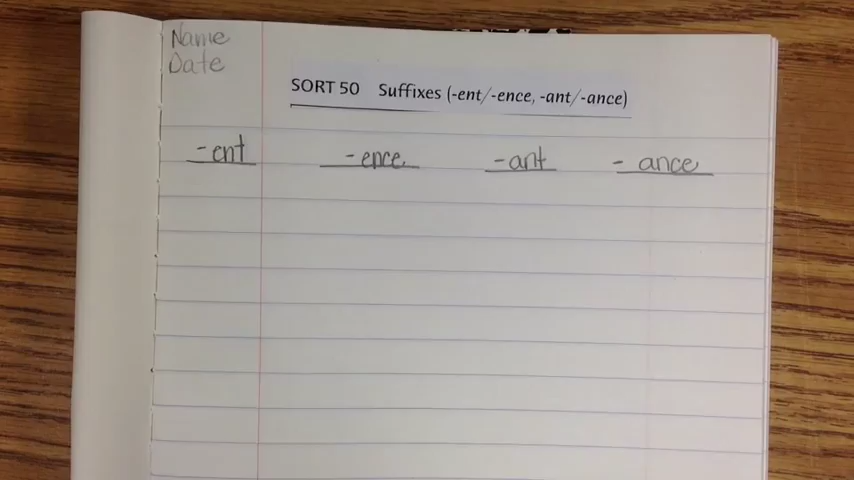 Name
Date
SORT 50 Suffixes (-ent/-ence, -ant/-ance)
-ent -ence -ant - ance